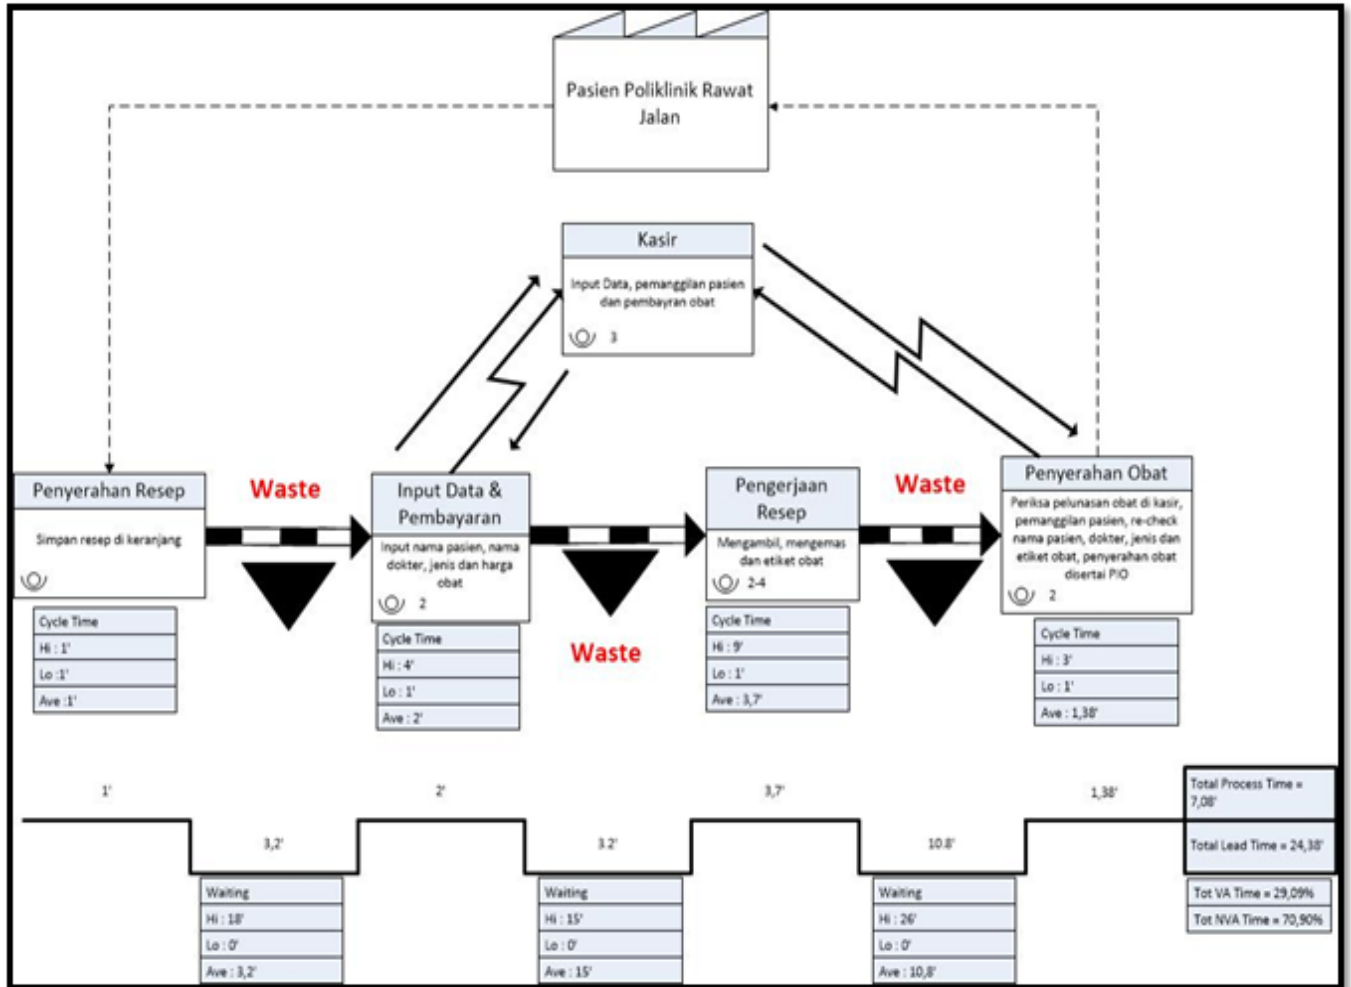 Pasien Poliklinik Rawat
Jalan
Kasir
Input Data, pemanggilan pasien
dan pembayran obat
3
Penyerahan Resep
Simpan resep di keranjang
Waste
Input Data &
Pembayaran
Input nama pasien, nama
dokter, jenis dan harga
obat
2
Waste
Pengerjaan
Resep
Mengambil, mengemas
dan etiket obat
2-4
Waste
Penyerahan Obat
Periksa pelunasan obat di kasir,
pemanggilan pasien, re-check
nama pasien, dokter, jenis dan
etiket obat, penyerahan obat
disertai PIO
2
Cycle Time
Hi : 1'
Lo :1'
Ave :1'
Cycle Time
Hi : 4'
Lo : 1'
Ave : 2'
Cycle Time
Hi : 9'
Lo : 1'
Ave : 3,7'
Cycle Time
Hi : 3'
Lo : 1'
Ave : 1,38'
1'
3,2'
2'
3.2'
3,7'
10.8'
1,38'
Total Process Time =
7,08'
Total Lead Time = 24,38'
Tot VA Time = 29,09%
Tot NVA Time = 70,90%
Waiting
Hi : 18'
Lo : 0'
Ave : 3,2'
Waiting
Hi : 15'
Lo : 0'
Ave : 15'
Waiting
Hi : 26'
Lo : 0'
Ave : 10,8'